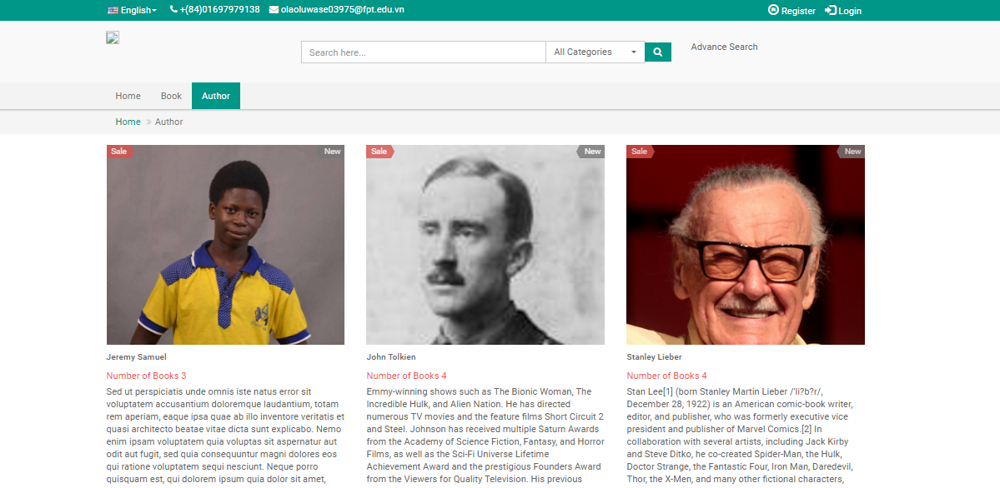 English
+(84)01697979138
olaoluwase03975@fpt.edu.vn
Register
Login
Search here...
All Categories
Advance Search
Home
Book
Author
Home » Author
Sale
New
Sale
New
Sale
New
Jeremy Samuel
Number of Books 3
Sed ut perspiciatis unde omnis iste natus error sit
voluptatem accusantium doloremque laudantium, totam
rem aperiam, eaque ipsa quae ab illo inventore veritatis et
quasi architecto beatae vitae dicta sunt explicabo. Nemo
enim ipsam voluptatem quia voluptas sit aspernatur aut
odit aut fugit, sed quia consequuntur magni dolores eos
qui ratione voluptatem sequi nesciunt. Neque porro
quisquam est, qui dolorem ipsum quia dolor sit amet,
John Tolkien
Number of Books 4
Emmy-winning shows such as The Bionic Woman, The
Incredible Hulk, and Alien Nation. He has directed
numerous TV movies and the feature films Short Circuit 2
and Steel. Johnson has received multiple Saturn Awards
from the Academy of Science Fiction, Fantasy, and Horror
Films, as well as the Sci-Fi Universe Lifetime
Achievement Award and the prestigious Founders Award
from the Viewers for Quality Television. His previous
Stanley Lieber
Number of Books 4
Stan Lee[1] (born Stanley Martin Lieber /ˈli?b?r/,
December 28, 1922) is an American comic-book writer,
editor, and publisher, who was formerly executive vice
president and publisher of Marvel Comics.[2] In
collaboration with several artists, including Jack Kirby
and Steve Ditko, he co-created Spider-Man, the Hulk,
Doctor Strange, the Fantastic Four, Iron Man, Daredevil,
Thor, the X-Men, and many other fictional characters,